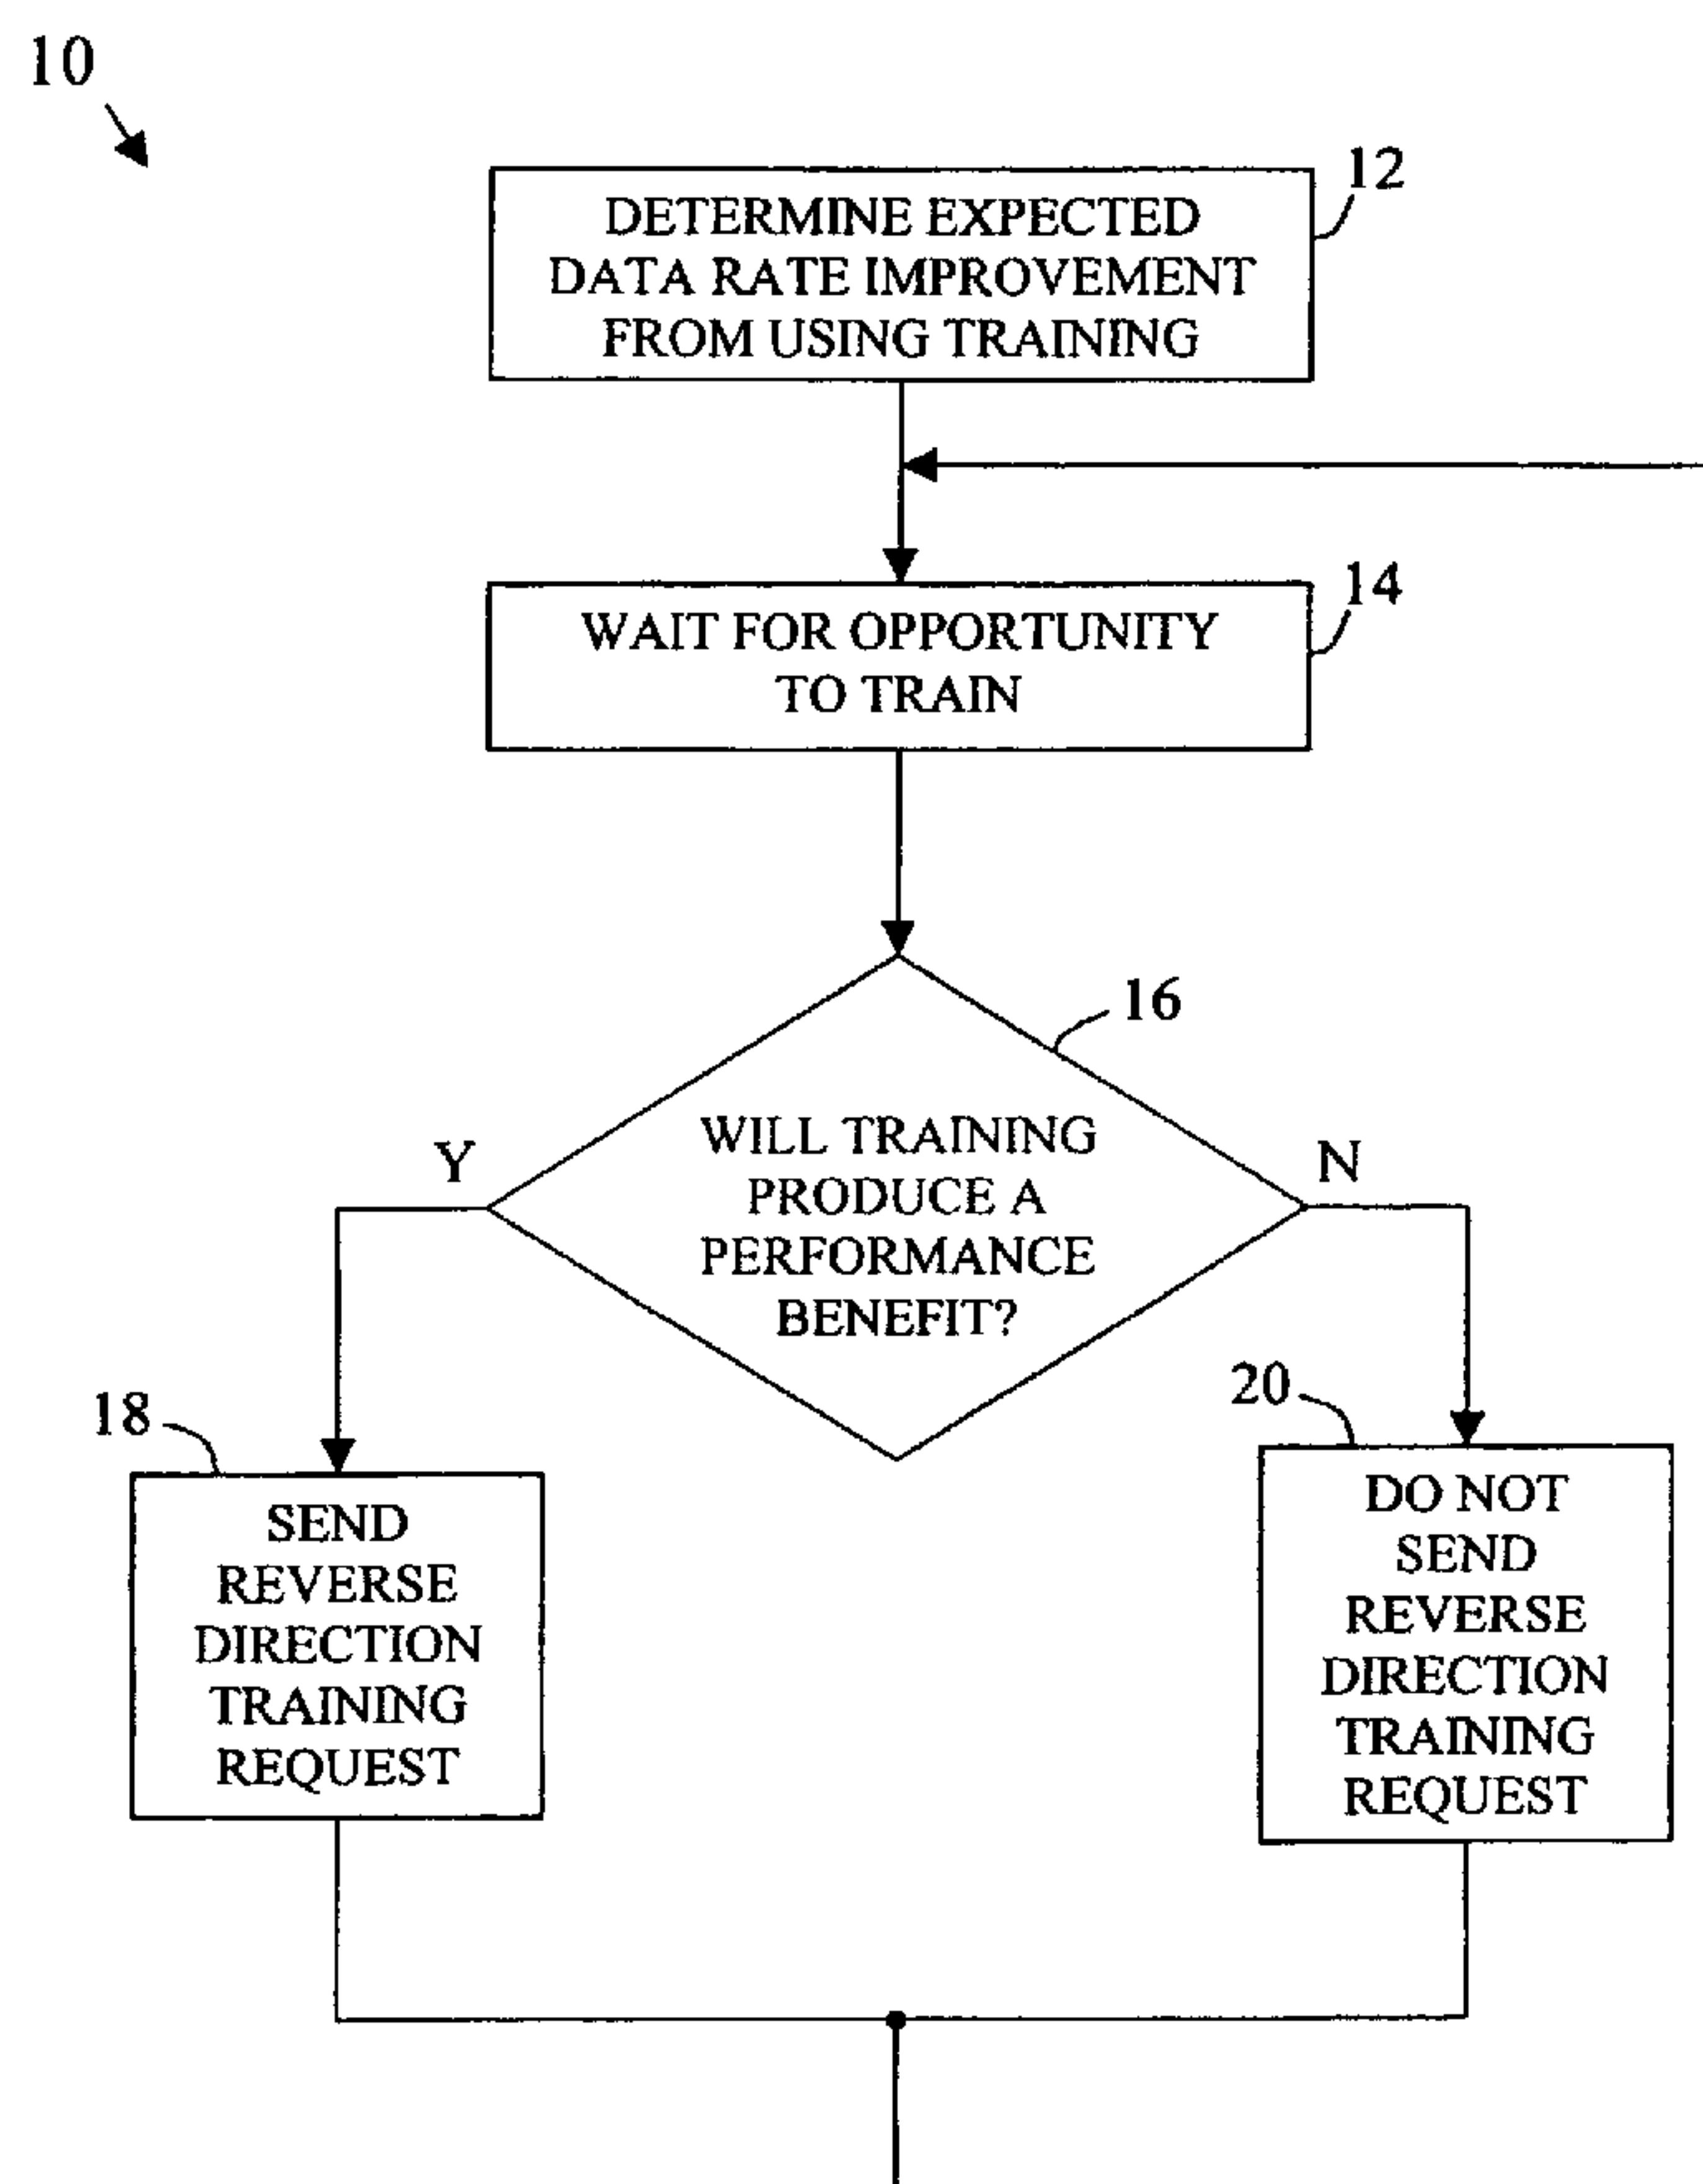 10
12
DETERMINE EXPECTED
DATA RATE IMPROVEMENT
FROM USING TRAINING
14
WAIT FOR OPPORTUNITY
TO TRAIN
16
WILL TRAINING
PRODUCE A
PERFORMANCE
BENEFIT?
Y
N
18
SEND
REVERSE
DIRECTION
TRAINING
REQUEST
20
DO NOT
SEND
REVERSE
DIRECTION
TRAINING
REQUEST